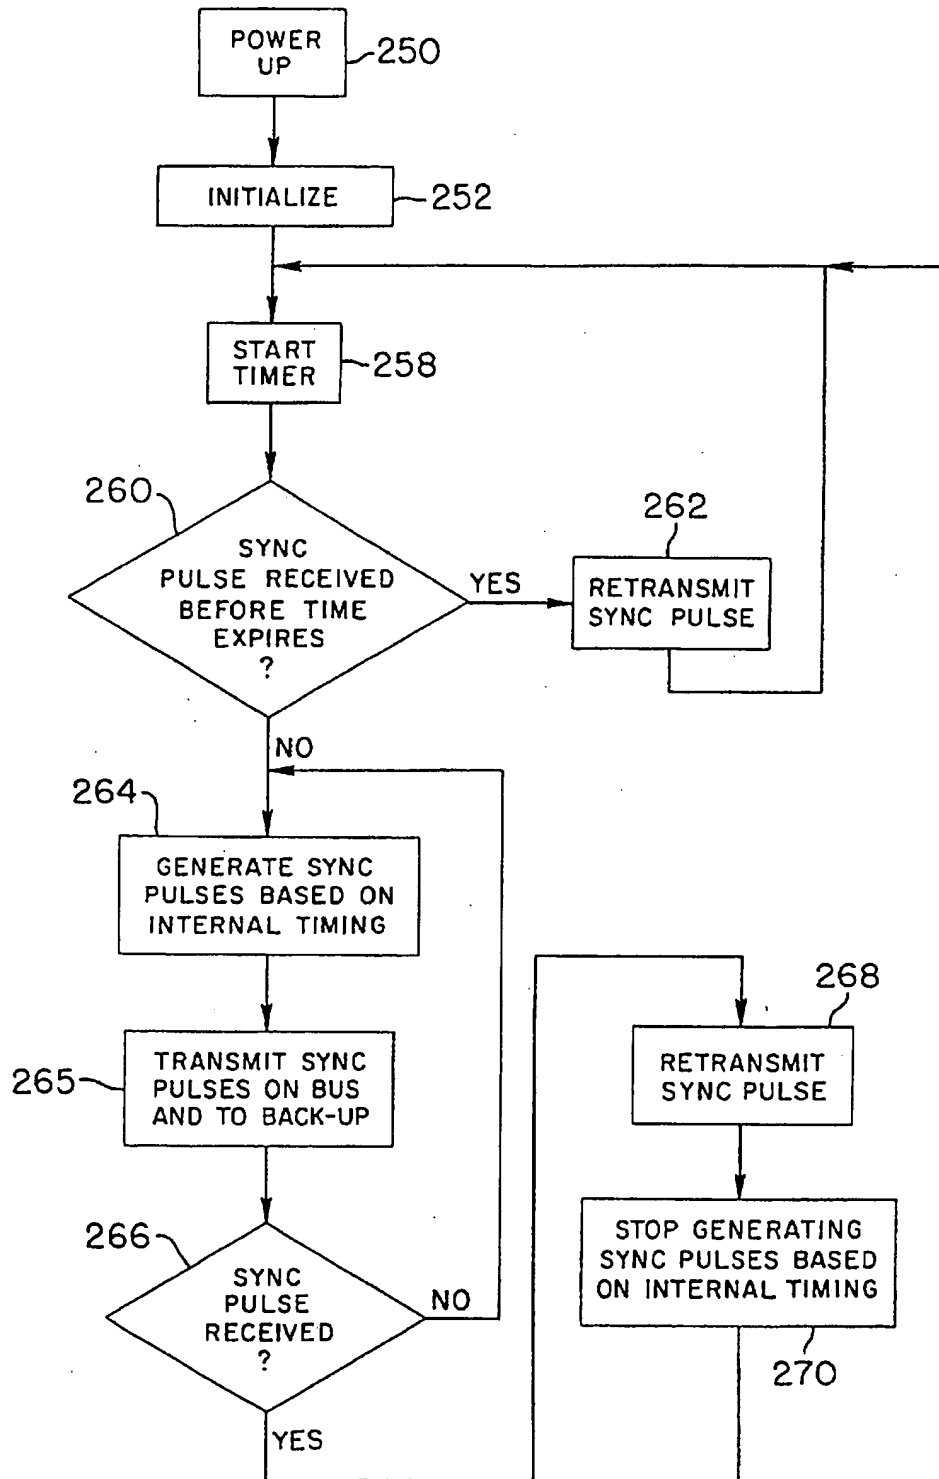 POWER
UP
250
INITIALIZE
252
START
TIMER
258
260
SYNC
PULSE RECEIVED
BEFORE TIME
EXPIRES
?
YES
262
RETRANSMIT
SYNC PULSE
NO
264
GENERATE SYNC
PULSES BASED ON
INTERNAL TIMING
265
TRANSMIT SYNC
PULSES ON BUS
AND TO BACK-UP
266
SYNC
PULSE
RECEIVED
?
NO
YES
268
RETRANSMIT
SYNC PULSE
STOP GENERATING
SYNC PULSES BASED
ON INTERNAL TIMING
270